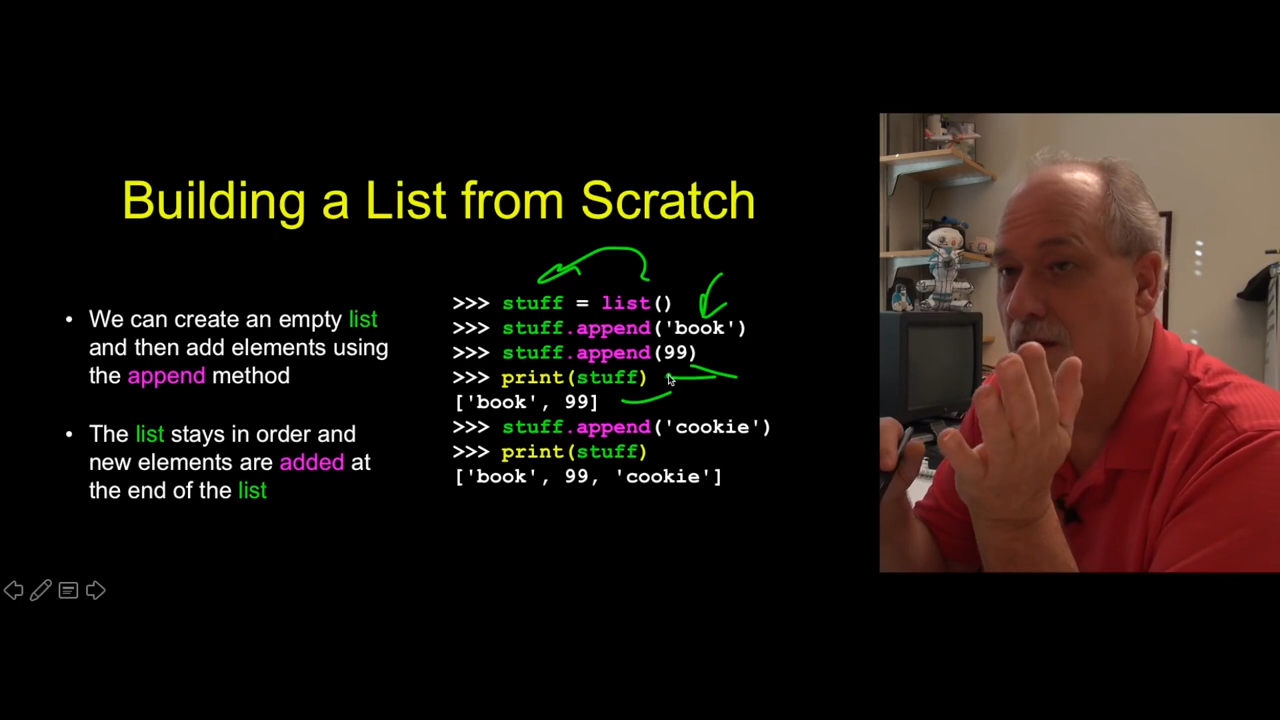 Building a List from Scratch
• We can create an empty list
and then add elements using
the append method
• The list stays in order and
new elements are added at
the end of the list
>>> stuff = list()
>>> stuff.append('book')
>>> stuff.append(99)
>>> print(stuff)
['book', 99]
>>> stuff.append('cookie')
>>> print(stuff)
['book', 99, 'cookie']